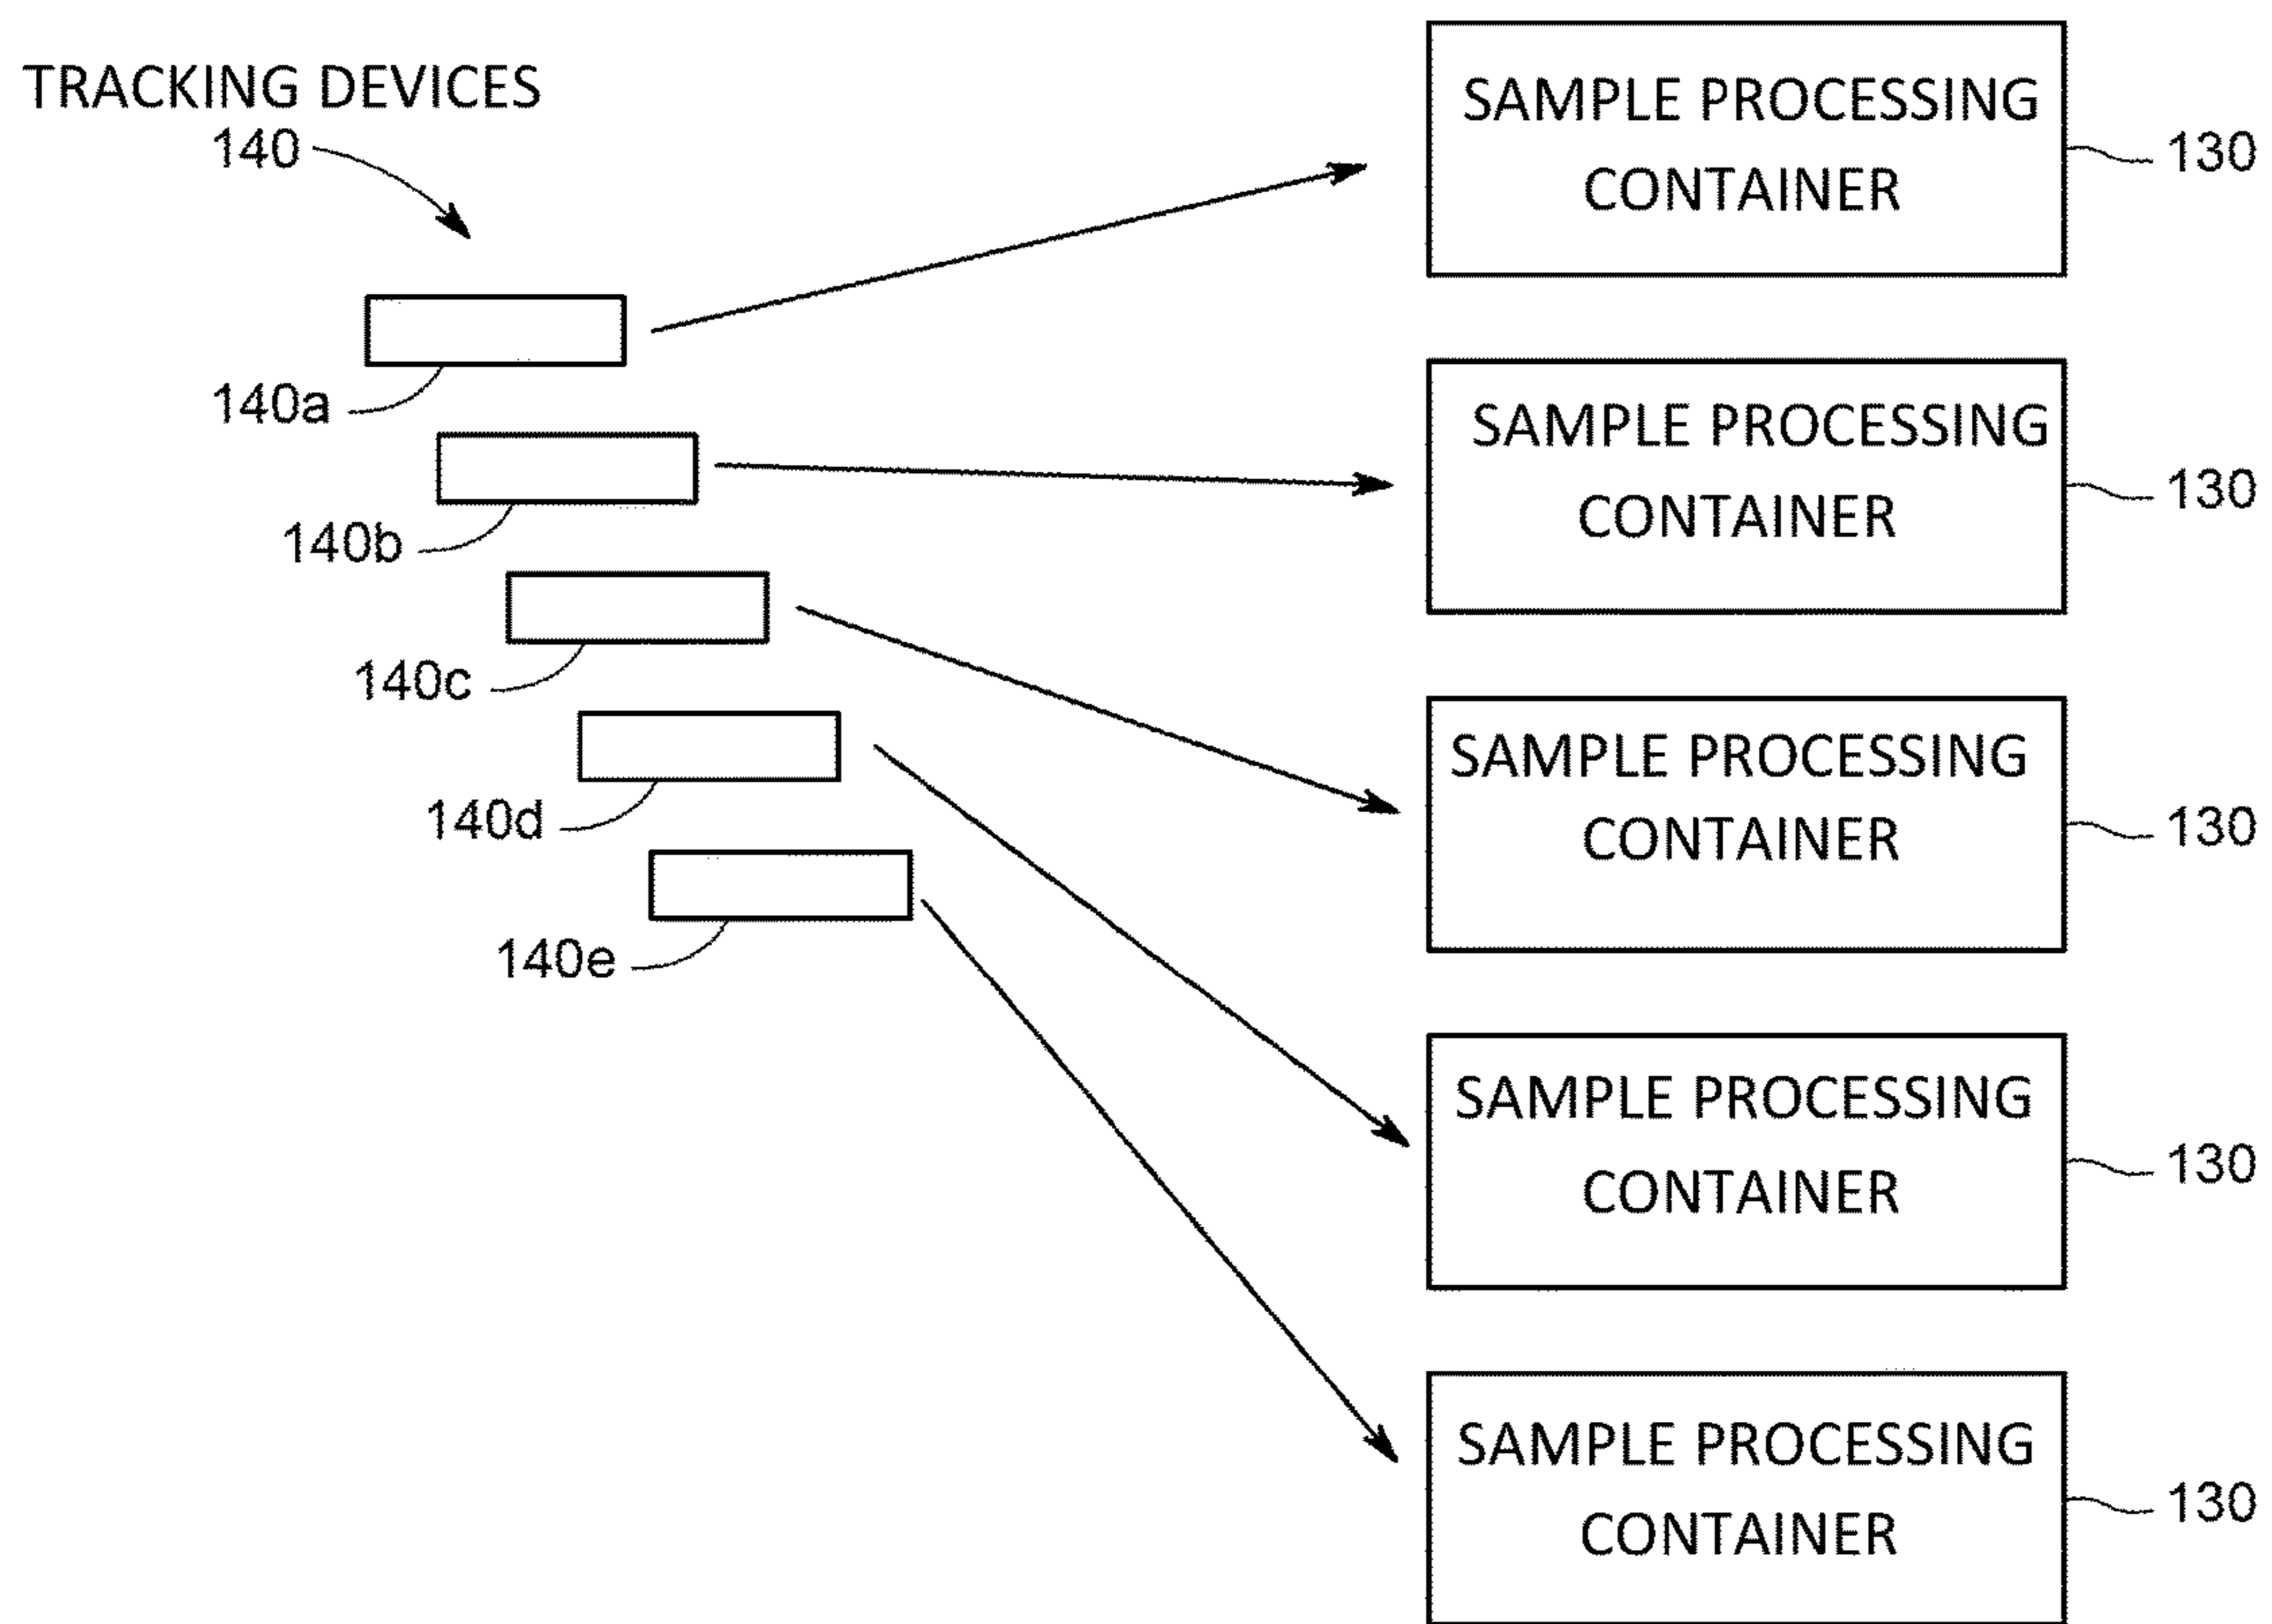 TRACKING DEVICES
140
140a
140b
140c
140d
140e
SAMPLE PROCESSING
CONTAINER
130
SAMPLE PROCESSING
CONTAINER
130
SAMPLE PROCESSING
CONTAINER
130
SAMPLE PROCESSING
CONTAINER
130
SAMPLE PROCESSING
CONTAINER
130